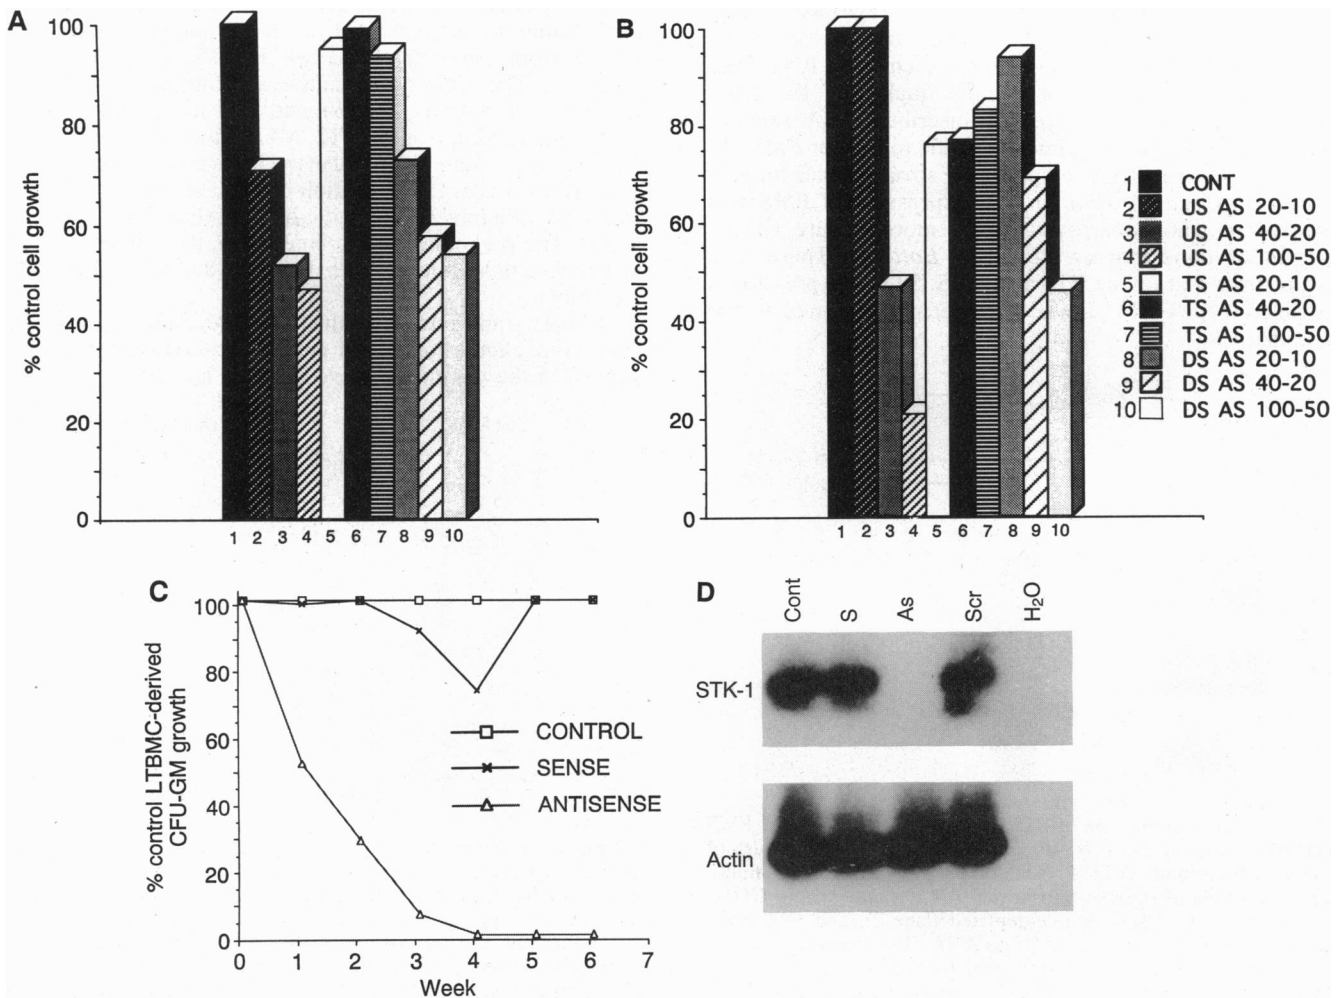 A
% control cell growth
100
80
60
40
20
0
1 2 3 4 5 6 7 8 9 10
B
% control cell growth
100
80
60
40
20
0
1 2 3 4 5 6 7 8 9 10
1 CONT
2 US AS 20-10
3 US AS 40-20
4 US AS 100-50
5 TS AS 20-10
6 TS AS 40-20
7 TS AS 100-50
8 DS AS 20-10
9 DS AS 40-20
10 DS AS 100-50
C
% control LTBMC-derived
CFU-GM growth
100
80
60
40
20
0
0 1 2 3 4 5 6 7
Week
CONTROL
SENSE
ANTISENSE
D
Cont S As Scr H₂O
STK-1
Actin